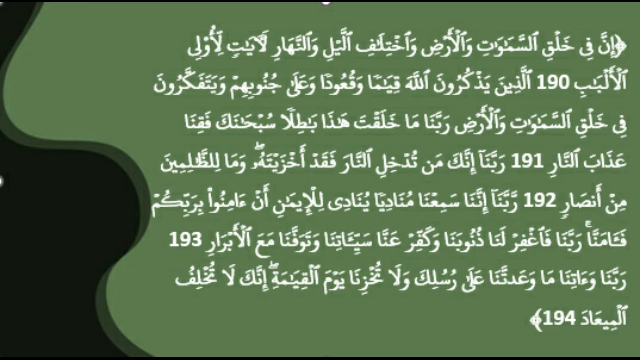 ﴿إِنَّ فِي خَلۡقِ ٱلسَّمَٰوَٰتِ وَٱلۡأَرۡضِ وَٱخۡتِلَٰفِ ٱلَّيۡلِ وَٱلنَّهَارِ لَأٓيَٰتٖ لِّأُوْلِي
ٱلۡأَلۡبَٰبِ 190 ٱلَّذِينَ يَذۡكُرُونَ ٱللَّهَ قِيَٰمٗا وَقُعُودٗا وَعَلَىٰ جُنُوبِهِمۡ وَيَتَفَكَّرُونَ
فِي خَلۡقِ ٱلسَّمَٰوَٰتِ وَٱلۡأَرۡضِ رَبَّنَا مَا خَلَقۡتَ هَٰذَا بَٰطِلٗا سُبۡحَٰنَكَ فَقِنَا
عَذَابَ ٱلنَّارِ 191 رَبَّنَآ إِنَّكَ مَن تُدۡخِلِ ٱلنَّارَ فَقَدۡ أَخۡزَيۡتَهُۥۖ وَمَا لِلظَّٰلِمِينَ
مِنۡ أَنصَارٖ 192 رَّبَّنَآ إِنَّنَا سَمِعۡنَا مُنَادِيٗا يُنَادِي لِلۡإِيمَٰنِ أَنۡ ءَامِنُواْ بِرَبِّكُمۡ
فَـَٔامَنَّاۚ رَبَّنَا فَٱغۡفِرۡ لَنَا ذُنُوبَنَا وَكَفِّرۡ عَنَّا سَيِّـَٔاتِنَا وَتَوَفَّنَا مَعَ ٱلۡأَبۡرَارِ 193
رَبَّنَا وَءَاتِنَا مَا وَعَدتَّنَا عَلَىٰ رُسُلِكَ وَلَا تُخۡزِنَا يَوۡمَ ٱلۡقِيَٰمَةِۖ إِنَّكَ لَا تُخۡلِفُ
ٱلۡمِيعَادَ 194﴾